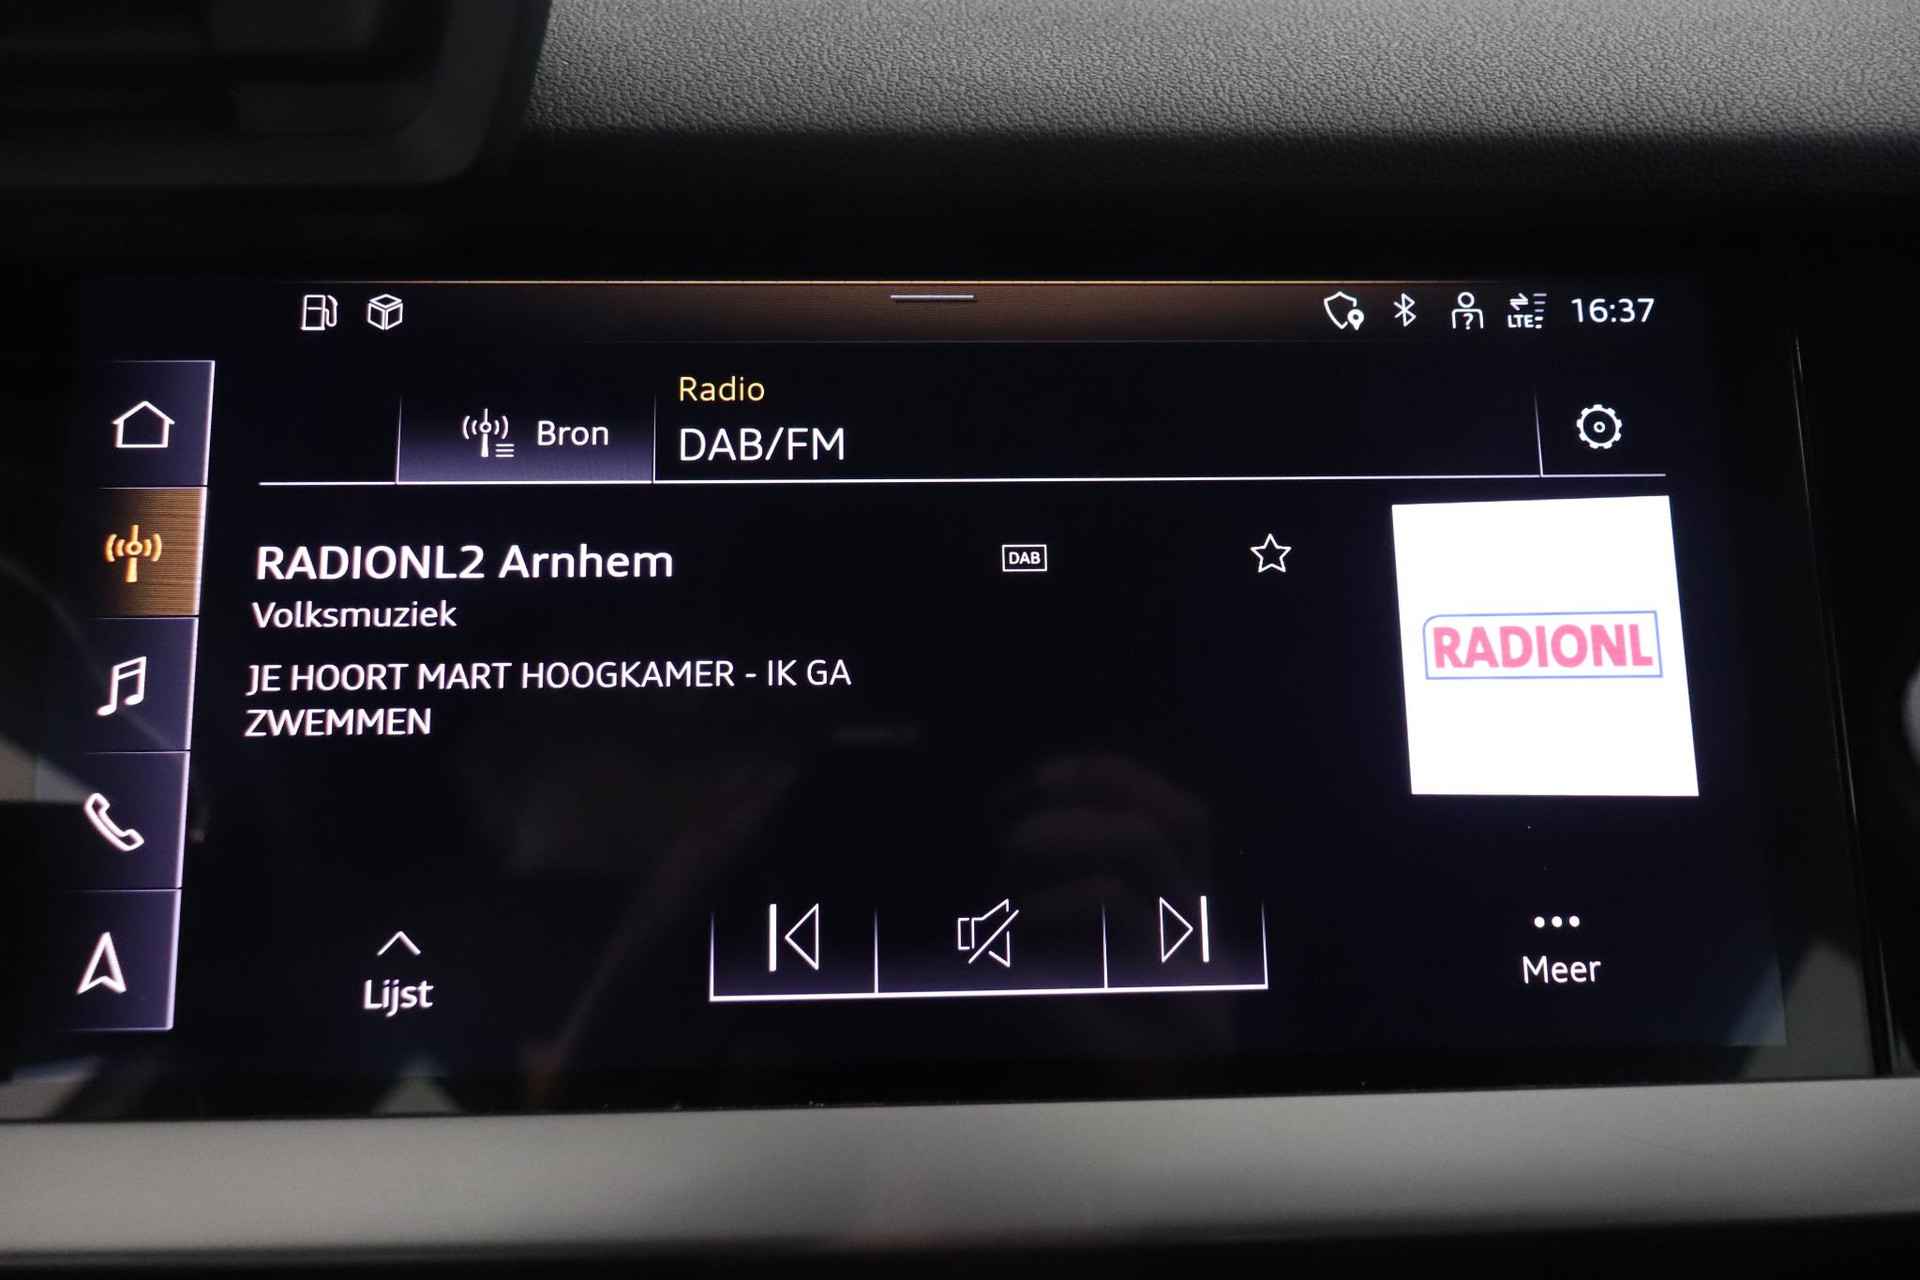 LTE
16:37
Radio
Bron
DAB/FM
RADIONL2 Arnhem
DAB
Volksmuziek
JE HOORT MART HOOGKAMER - IK GA
ZWEMMEN
RADIONL
Lijst
Meer